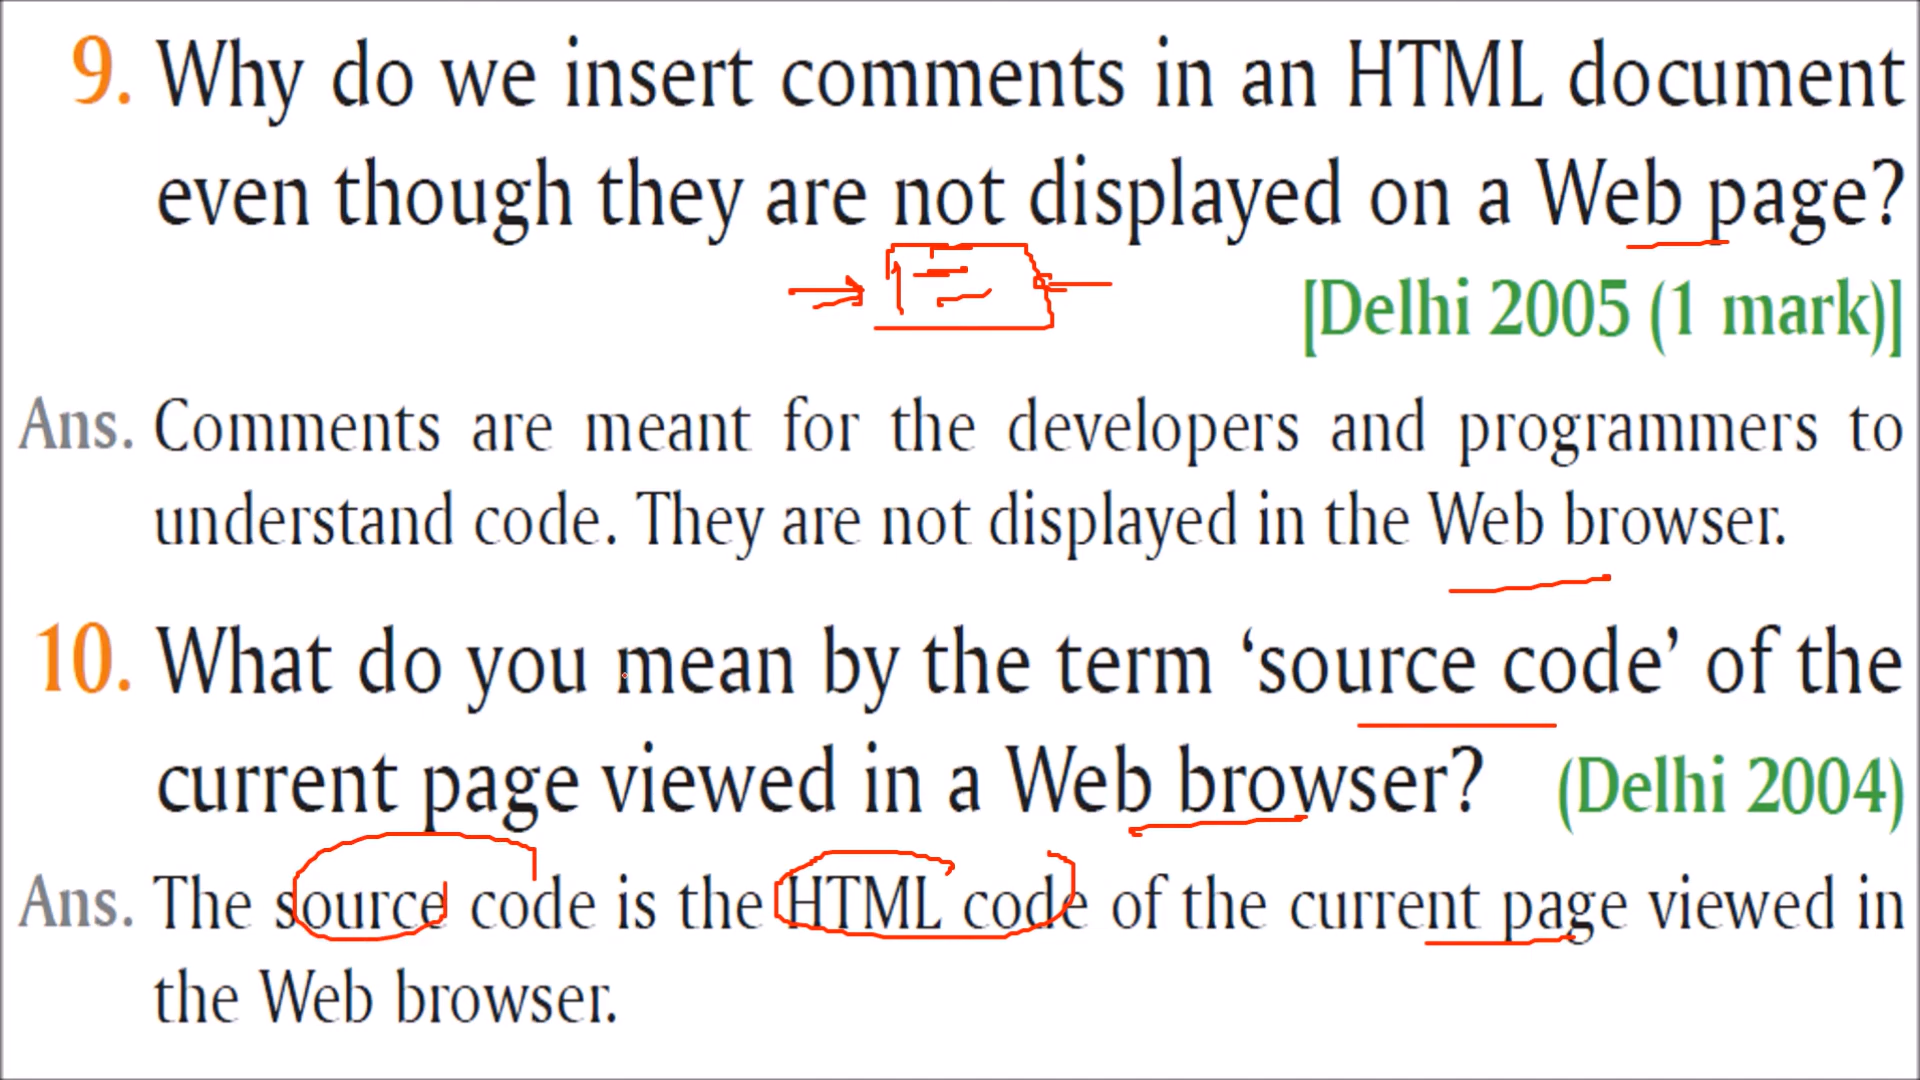 9. Why do we insert comments in an HTML document
even though they are not displayed on a Web page?
[Delhi 2005 (1 mark)]
Ans. Comments are meant for the developers and programmers to
understand code. They are not displayed in the Web browser.
10. What do you mean by the term ‘source code’ of the
current page viewed in a Web browser? (Delhi 2004)
Ans. The source code is the HTML code of the current page viewed in
the Web browser.